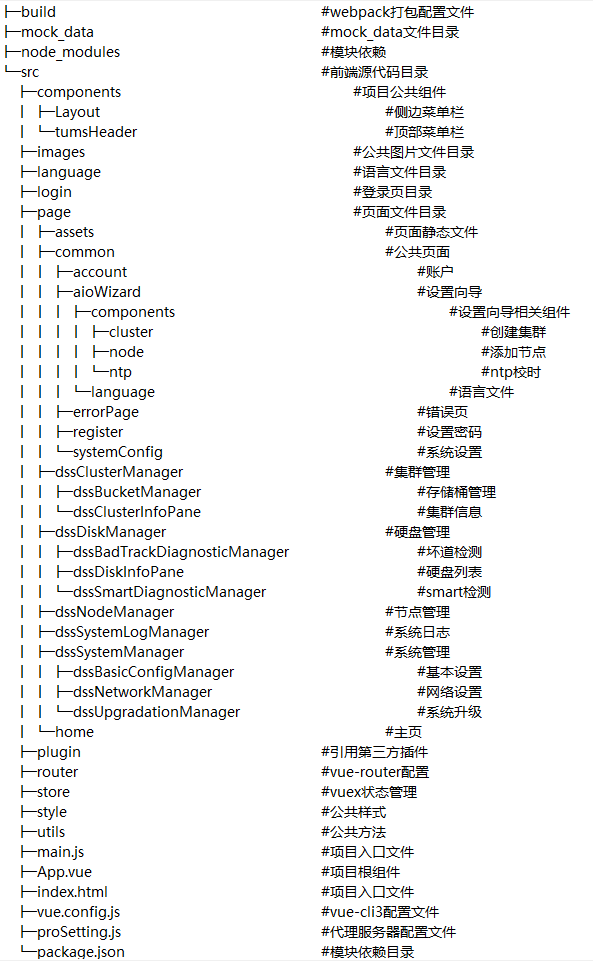 ├─build #webpack打包配置文件
├─mock_data #mock_data文件目录
├─node_modules #模块依赖
└─src #前端源代码目录
├─components #项目公共组件
│ ├─Layout #侧边菜单栏
│ └─tumsHeader #顶部菜单栏
├─images #公共图片文件目录
├─language #语言文件目录
├─login #登录页目录
├─page #页面文件目录
│ ├─assets #页面静态文件
│ ├─common #公共页面
│ │ ├─account #账户
│ │ ├─aioWizard #设置向导
│ │ │ ├─components #设置向导相关组件
│ │ │ │ ├─cluster #创建集群
│ │ │ │ ├─node #添加节点
│ │ │ │ └─ntp #ntp校时
│ │ │ └─language #语言文件
│ │ ├─errorPage #错误页
│ │ ├─register #设置密码
│ │ └─systemConfig #系统设置
│ ├─dssClusterManager #集群管理
│ │ ├─dssBucketManager #存储桶管理
│ │ └─dssClusterInfoPane #集群信息
│ ├─dssDiskManager #硬盘管理
│ │ ├─dssBadTrackDiagnosticManager #坏道检测
│ │ ├─dssDiskInfoPane #硬盘列表
│ │ └─dssSmartDiagnosticManager #smart检测
│ ├─dssNodeManager #节点管理
│ ├─dssSystemLogManager #系统日志
│ ├─dssSystemManager #系统管理
│ │ ├─dssBasicConfigManager #基本设置
│ │ ├─dssNetworkManager #网络设置
│ │ └─dssUpgradationManager #系统升级
│ └─home #主页
├─plugin #引用第三方插件
├─router #vue-router配置
├─store #vuex状态管理
├─style #公共样式
├─utils #公共方法
├─main.js #项目入口文件
├─App.vue #项目根组件
├─index.html #项目入口文件
├─vue.config.js #vue-cli3配置文件
├─proSetting.js #代理服务器配置文件
└─package.json #模块依赖目录